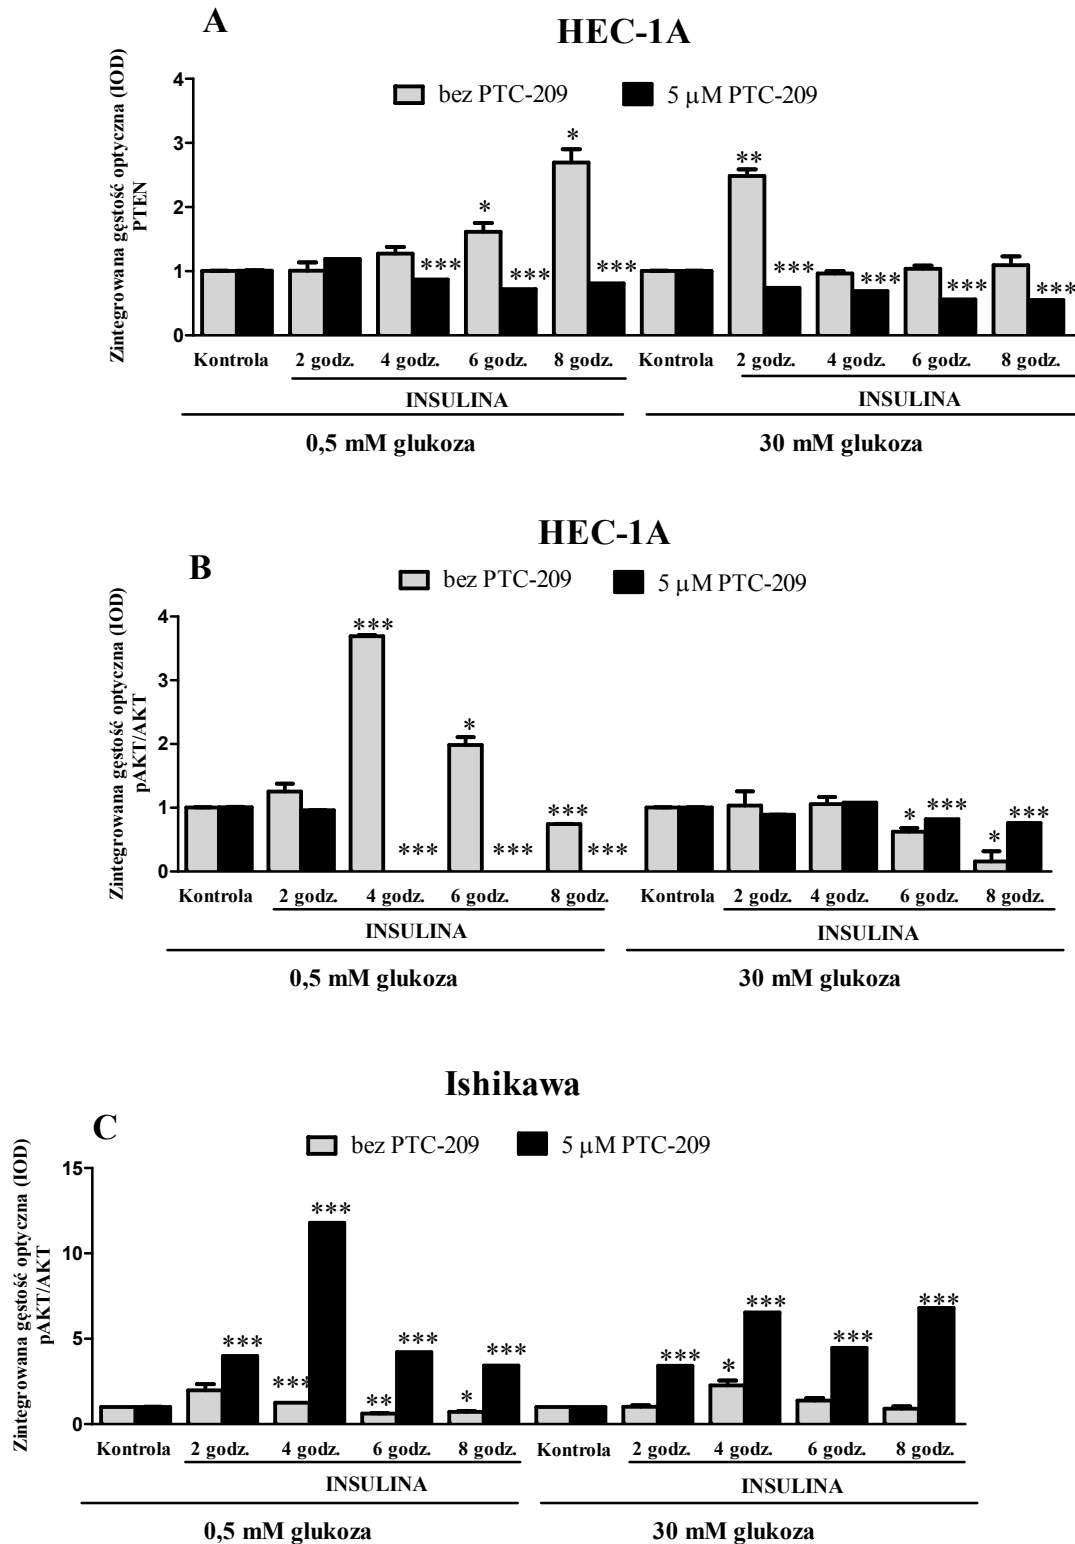 A
HEC-1A
Zintegrowana gęstość optyczna (IOD)
PTEN
bez PTC-209
5 μM PTC-209
4
3
2
1
0
*
*
**
***
***
***
***
***
***
***
Kontrola
2 godz.
4 godz.
6 godz.
8 godz.
Kontrola
2 godz.
4 godz.
6 godz.
8 godz.
INSULINA
INSULINA
0,5 mM glukoza
30 mM glukoza
HEC-1A
B
Zintegrowana gęstość optyczna (IOD)
pAKT/AKT
bez PTC-209
5 μM PTC-209
4
3
2
1
0
***
*
***
***
***
***
*
***
*
***
Kontrola
2 godz.
4 godz.
6 godz.
8 godz.
Kontrola
2 godz.
4 godz.
6 godz.
8 godz.
INSULINA
INSULINA
0,5 mM glukoza
30 mM glukoza
Ishikawa
C
Zintegrowana gęstość optyczna (IOD)
pAKT/AKT
bez PTC-209
5 μM PTC-209
15
10
5
0
***
***
***
**
***
*
***
***
*
***
***
***
Kontrola
2 godz.
4 godz.
6 godz.
8 godz.
Kontrola
2 godz.
4 godz.
6 godz.
8 godz.
INSULINA
INSULINA
0,5 mM glukoza
30 mM glukoza